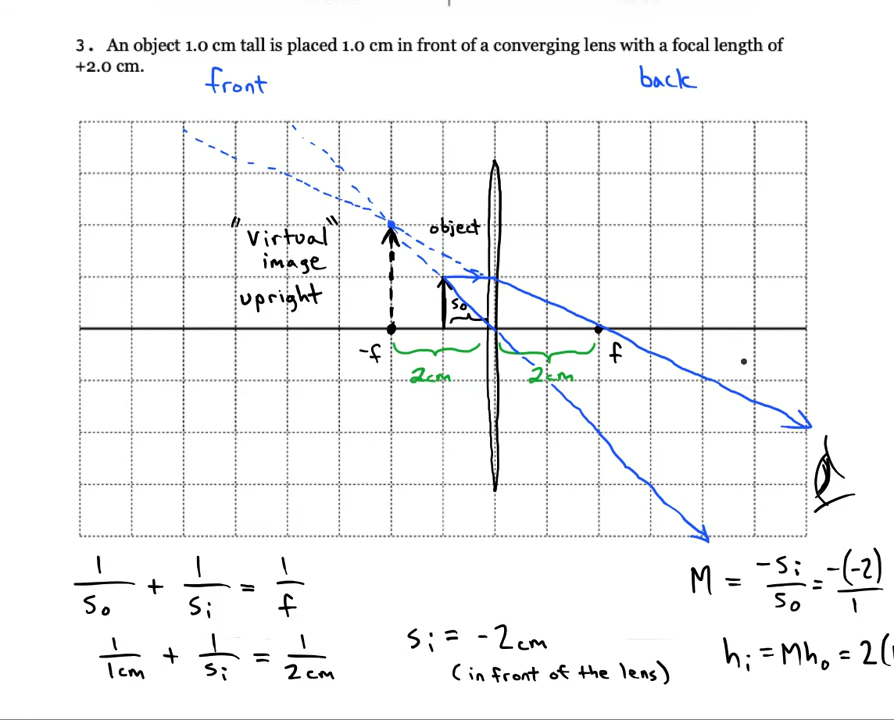 3. An object 1.0 cm tall is placed 1.0 cm in front of a converging lens with a focal length of
+2.0 cm.
front
back
object
"Virtual"
image
upright
so
-f
f
2cm
2cm
1/so + 1/si = 1/f
M = -si/so = -(-2)/1
1/1cm + 1/si = 1/2cm
si = -2cm
(in front of the lens)
hi = Mho = 2(